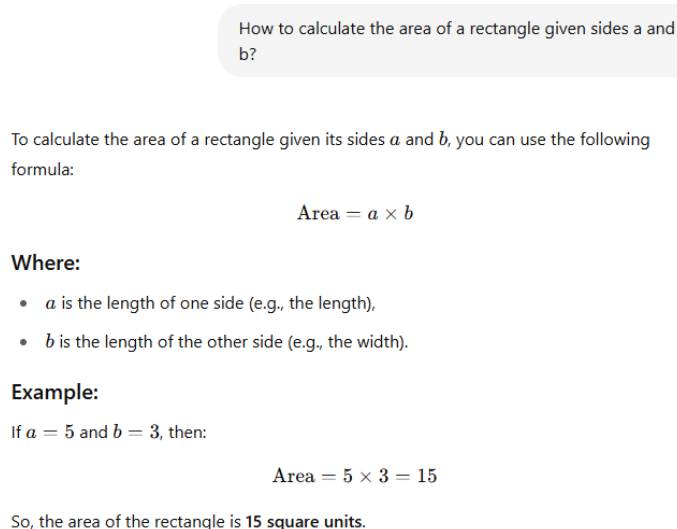 How to calculate the area of a rectangle given sides a and
b?
To calculate the area of a rectangle given its sides a and b, you can use the following
formula:
Area = a × b
Where:
• a is the length of one side (e.g., the length),
• b is the length of the other side (e.g., the width).
Example:
If a = 5 and b = 3, then:
Area = 5 × 3 = 15
So, the area of the rectangle is 15 square units.